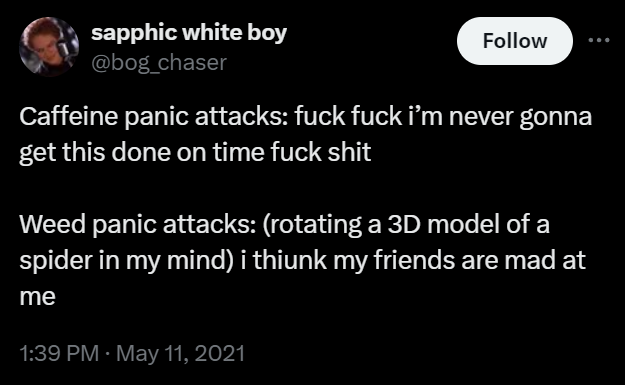 sapphic white boy
Follow
@bog_chaser
Caffeine panic attacks: fuck fuck i’m never gonna
get this done on time fuck shit
Weed panic attacks: (rotating a 3D model of a
spider in my mind) i thiunk my friends are mad at
me
1:39 PM · May 11, 2021